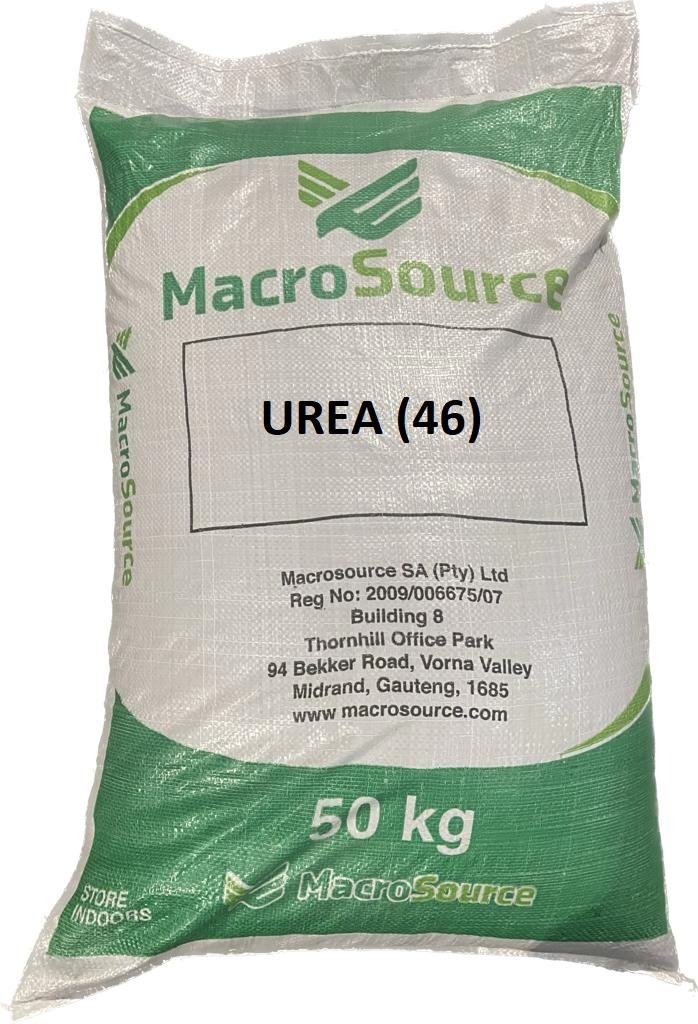 MacroSource
UREA (46)
MacroSource
MacroSource
Macrosource SA (Pty) Ltd
Reg No: 2009/006675/07
Building 8
Thornhill Office Park
94 Bekker Road, Vorna Valley
Midrand, Gauteng, 1685
www macrosource.com
50 kg
MacroSource
STORE
INDOORS